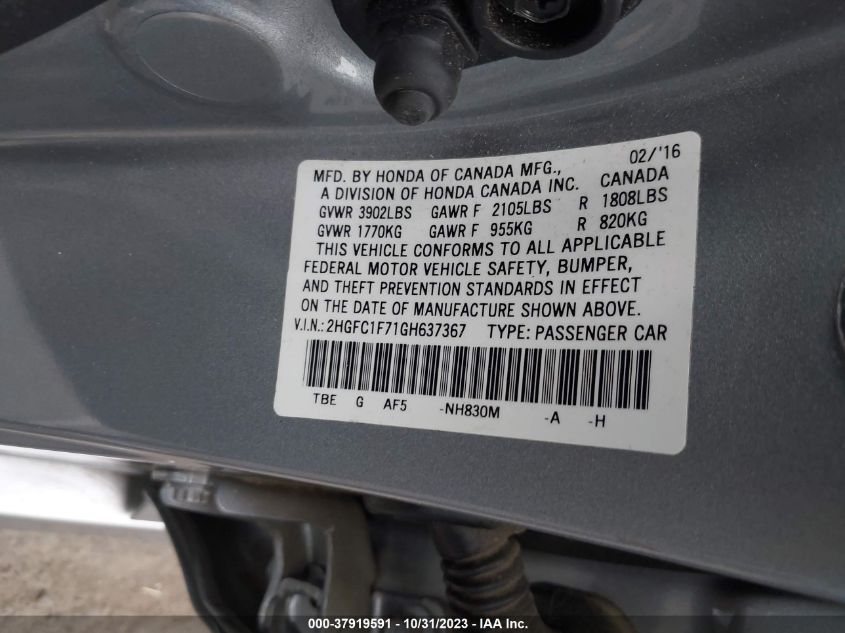 02/'16
MFD. BY HONDA OF CANADA MFG.,
A DIVISION OF HONDA CANADA INC. CANADA
GVWR 3902LBS GAWR F 2105LBS R 1808LBS
GVWR 1770KG GAWR F 955KG R 820KG
THIS VEHICLE CONFORMS TO ALL APPLICABLE
FEDERAL MOTOR VEHICLE SAFETY, BUMPER,
AND THEFT PREVENTION STANDARDS IN EFFECT
ON THE DATE OF MANUFACTURE SHOWN ABOVE.
V.I.N.: 2HGFC1F71GH637367 TYPE: PASSENGER CAR
TBE G AF5 -NH830M -A -H
000-37919591 - 10/31/2023 - IAA Inc.